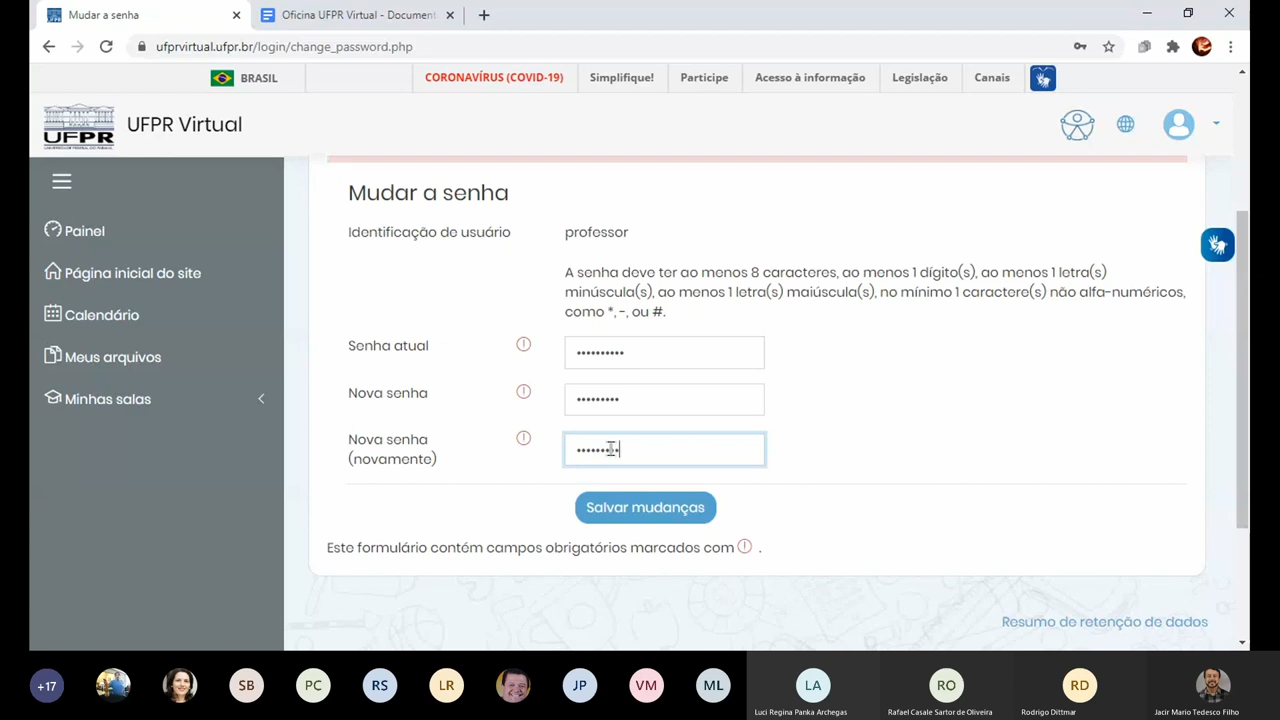 Mudar a senha
Oficina UFPR Virtual - Document
ufprvirtual.ufpr.br/login/change_password.php
BRASIL
CORONAVÍRUS (COVID-19)
Simplifique!
Participe
Acesso à informação
Legislação
Canais
UFPR
UFPR Virtual
Painel
Página inicial do site
Calendário
Meus arquivos
Minhas salas
Mudar a senha
Identificação de usuário
professor
A senha deve ter ao menos 8 caracteres, ao menos 1 dígito(s), ao menos 1 letra(s)
minúscula(s), ao menos 1 letra(s) maiúscula(s), no mínimo 1 caractere(s) não alfa-numéricos,
como *, -, ou #.
Senha atual
••••••••••
Nova senha
•••••••••
Nova senha
(novamente)
•••••••••
Salvar mudanças
Este formulário contém campos obrigatórios marcados com .
Resumo de retenção de dados
+17
SB
PC
RS
LR
JP
VM
ML
LA
RO
RD
Luci Regina Panka Archegas
Rafael Casale Sartor de Oliveira
Rodrigo Dittmar
Jacir Mario Tedesco Filho